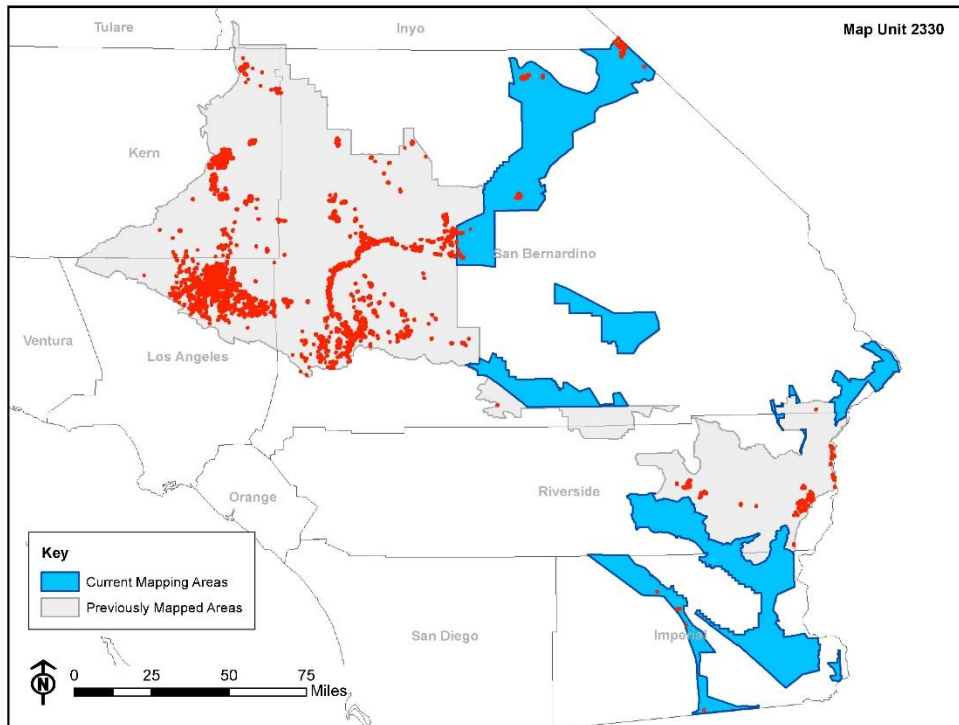 Tulare
Inyo
Map Unit 2330
Kern
San Bernardino
Ventura
Los Angeles
Orange
Riverside
Key
Current Mapping Areas
Previously Mapped Areas
San Diego
Imperial
N
0 25 50 75
Miles